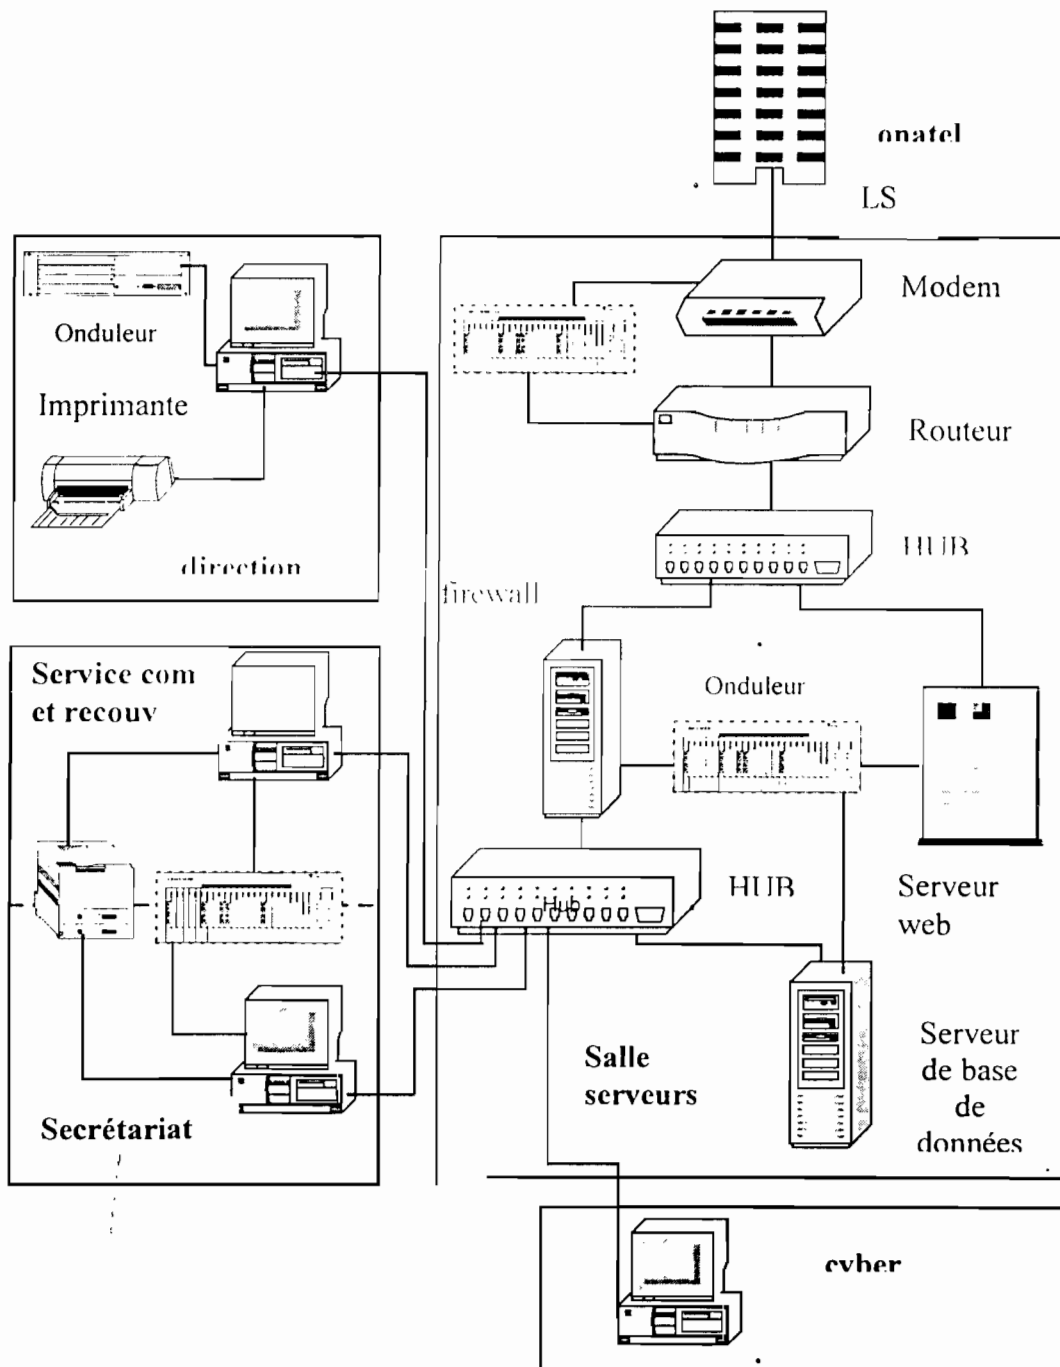 onatel
LS
Modem
Onduleur
Imprimante
Routeur
HUB
direction
firewall
Service com
et recouv
Onduleur
HUB
Hub
Serveur
web
Salle
serveurs
Serveur
de base
de
données
Secrétariat
cyber